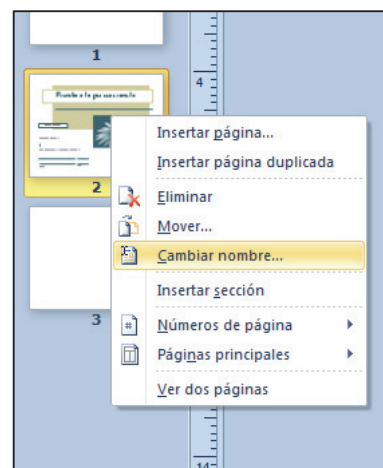 1
4
2
Insertar página...
Insertar página duplicada
Eliminar
Mover...
Cambiar nombre...
Insertar sección
3
Números de página
Páginas principales
Ver dos páginas
14